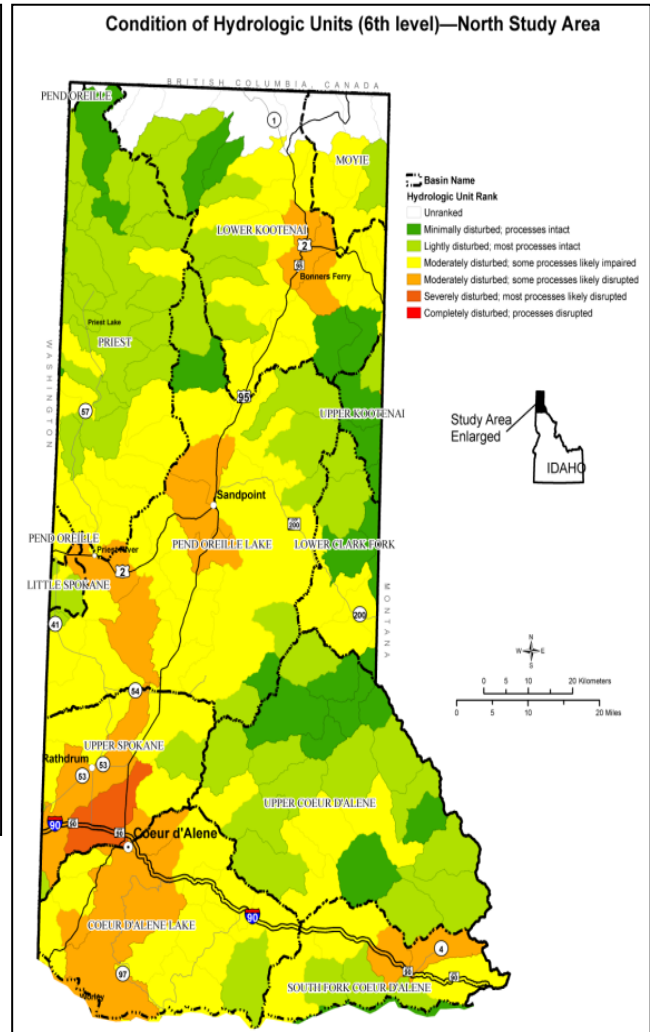 Condition of Hydrologic Units (6th level)—North Study Area
BRITISH COLUMBIA, CANADA
PEND OREILLE
1
MOYIE
Basin Name
Hydrologic Unit Rank
Unranked
Minimally disturbed; processes intact
Lightly disturbed; most processes intact
Moderately disturbed; some processes likely impaired
Moderately disturbed; some processes likely disrupted
Severely disturbed; most processes likely disrupted
Completely disturbed; processes disrupted
LOWER KOOTENAI
2
95
Bonners Ferry
Priest Lake
PRIEST
WASHINGTON
95
57
UPPER KOOTENAI
Study Area
Enlarged
IDAHO
Sandpoint
200
PEND OREILLE
Priest River
PEND OREILLE LAKE
LOWER CLARK FORK
2
LITTLE SPOKANE
MONTANA
41
200
N
W
E
S
0 5 10 20 Kilometers
0 5 10 20 Miles
54
UPPER SPOKANE
Rathdrum
53
53
UPPER COEUR D'ALENE
90
90
90
Coeur d'Alene
COEUR D'ALENE LAKE
90
4
97
90
90
SOUTH FORK COEUR D'ALENE
Worley